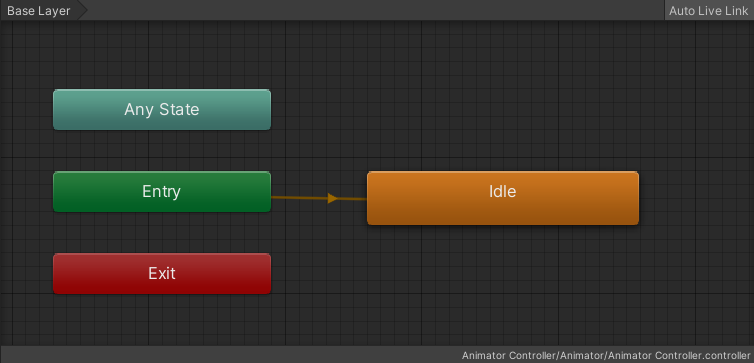 Base Layer
Auto Live Link
Any State
Entry
Idle
Exit
Animator Controller/Animator/Animator Controller.controller